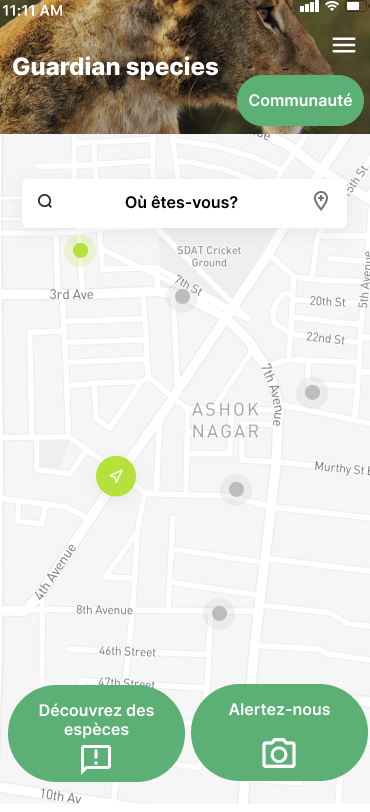 11:11 AM
Guardian species
Communauté
Où êtes-vous?
SDAT Cricket
Ground
7th St
3rd Ave
20th St
5th Avenue
22nd St
7th Avenue
ASHOK
NAGAR
Murthy St
4th Avenue
8th Avenue
46th Street
47th Street
Découvrez des
espèces
Alertez-nous
10th Av